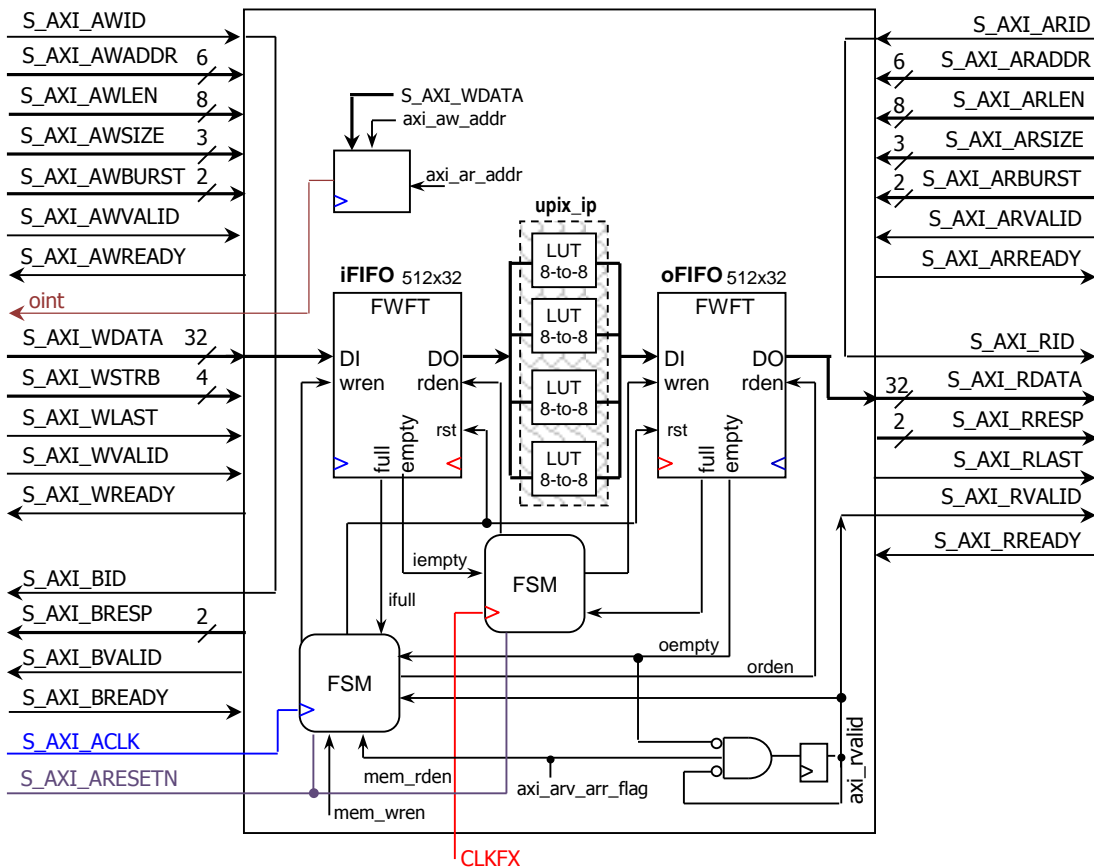 S_AXI_AWID
S_AXI_AWADDR 6
S_AXI_AWLEN 8
S_AXI_AWSIZE 3
S_AXI_AWBURST 2
S_AXI_AWVALID
S_AXI_AWREADY
oint
S_AXI_WDATA 32
S_AXI_WSTRB 4
S_AXI_WLAST
S_AXI_WVALID
S_AXI_WREADY
S_AXI_BID
S_AXI_BRESP 2
S_AXI_BVALID
S_AXI_BREADY
S_AXI_ACLK
S_AXI_ARESETN
S_AXI_WDATA
axi_aw_addr
axi_ar_addr
upix_ip
LUT
8-to-8
LUT
8-to-8
LUT
8-to-8
LUT
8-to-8
iFIFO 512x32
FWFT
DI DO
wren rden
rst
full
empty
oFIFO 512x32
FWFT
DI DO
wren rden
rst
full
empty
iempty
FSM
ifull
oempty
orden
FSM
mem_rden
axi_arv_arr_flag
mem_wren
axi_rvalid
CLKFX
S_AXI_ARID
6 S_AXI_ARADDR
8 S_AXI_ARLEN
3 S_AXI_ARSIZE
2 S_AXI_ARBURST
S_AXI_ARVALID
S_AXI_ARREADY
S_AXI_RID
32 S_AXI_RDATA
2 S_AXI_RRESP
S_AXI_RLAST
S_AXI_RVALID
S_AXI_RREADY